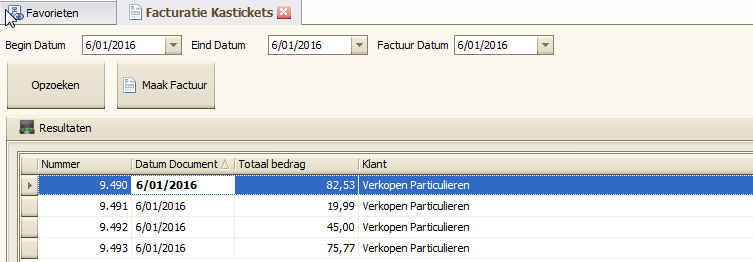 Favorieten Facturatie Kastickets
Begin Datum 6/01/2016 Eind Datum 6/01/2016 Factuur Datum 6/01/2016
Opzoeken Maak Factuur
Resultaten
Nummer Datum Document Totaal bedrag Klant
9.490 6/01/2016 82,53 Verkopen Particulieren
9.491 6/01/2016 19,99 Verkopen Particulieren
9.492 6/01/2016 45,00 Verkopen Particulieren
9.493 6/01/2016 75,77 Verkopen Particulieren